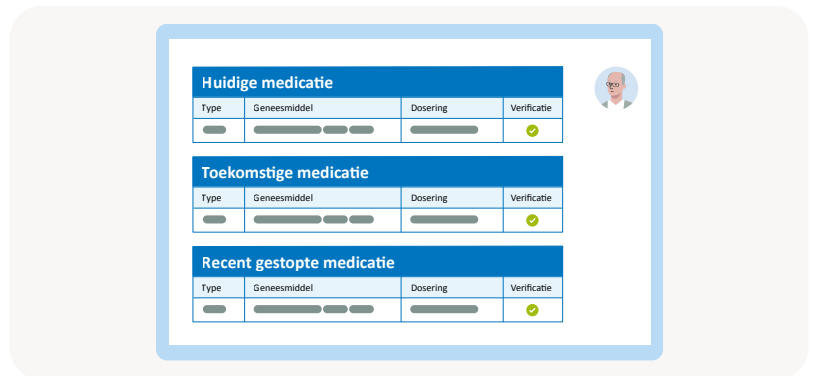 Huidige medicatie
Type Geneesmiddel Dosering Verificatie
Toekomstige medicatie
Type Geneesmiddel Dosering Verificatie
Recent gestopte medicatie
Type Geneesmiddel Dosering Verificatie